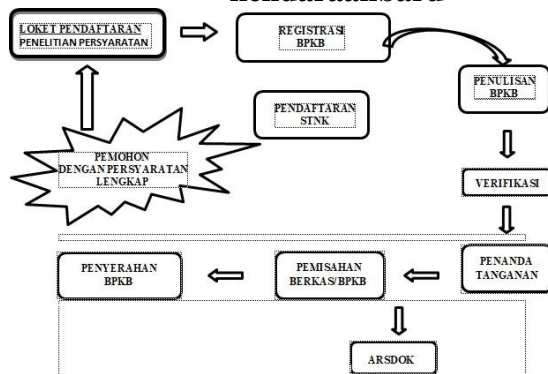 LOKET PENDAFTARAN
PENELITIAN PERSYARATAN
REGISTRASI
BPKB
PENULISAN
BPKB
PENDAFTARAN
STNK
PEMOHON
DENGAN PERSYARATAN
LENGKAP
VERIFIKASI
PENANDA
TANGANAN
PEMISAHAN
BERKAS/BPKB
PENYERAHAN
BPKB
ARSDOK